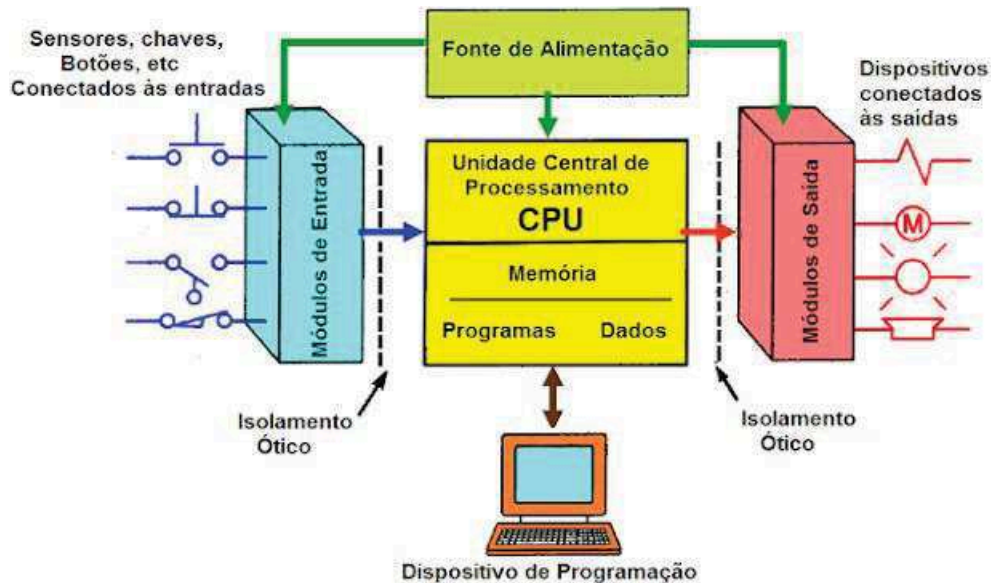 Sensores, chaves,
Botões, etc
Conectados às entradas
Fonte de Alimentação
Dispositivos
conectados
às saidas
Módulos de Entrada
Unidade Central de
Processamento
CPU
Memória
Programas Dados
Módulos de Saída
M
Isolamento
Ótico
Isolamento
Ótico
Dispositivo de Programação